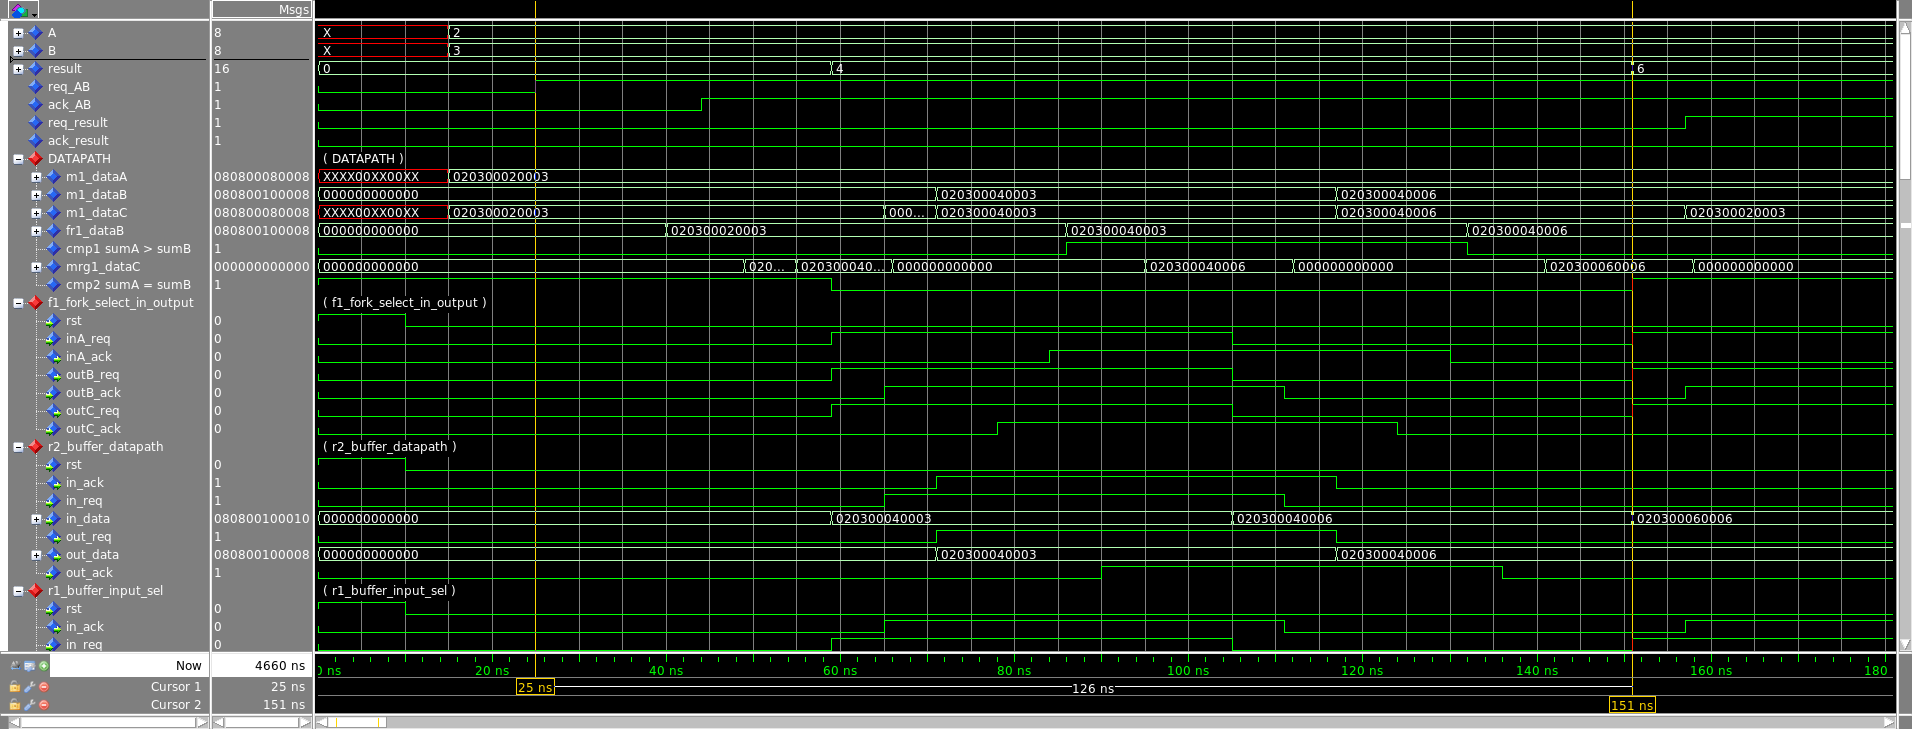 Msgs
A 8 X 2
B 8 X 3
result 16 0 4 6
req_AB 1
ack_AB 1
req_result 1
ack_result 1
DATAPATH ( DATAPATH )
m1_dataA 080800080008 XXXX00XX00XX 020300020003
m1_dataB 080800100008 000000000000 020300040003 020300040006
m1_dataC 080800080008 XXXX00XX00XX 020300020003 000... 020300040003 020300040006 020300020003
fr1_dataB 080800100008 000000000000 020300020003 020300040003 020300040006
cmp1 sumA > sumB 1
mrg1_dataC 000000000000 000000000000 020... 020300040... 000000000000 020300040006 000000000000 020300060006 000000000000
cmp2 sumA = sumB 1
f1_fork_select_in_output ( f1_fork_select_in_output )
rst 0
inA_req 0
inA_ack 0
outB_req 0
outB_ack 0
outC_req 0
outC_ack 0
r2_buffer_datapath ( r2_buffer_datapath )
rst 0
in_ack 1
in_req 1
in_data 080800100010 000000000000 020300040003 020300040006 020300060006
out_req 1
out_data 080800100008 000000000000 020300040003 020300040006
out_ack 1
r1_buffer_input_sel ( r1_buffer_input_sel )
rst 0
in_ack 0
in_req 0
Now 4660 ns 0 ns 20 ns 40 ns 60 ns 80 ns 100 ns 120 ns 140 ns 160 ns 180
Cursor 1 25 ns 25 ns 126 ns
Cursor 2 151 ns 151 ns